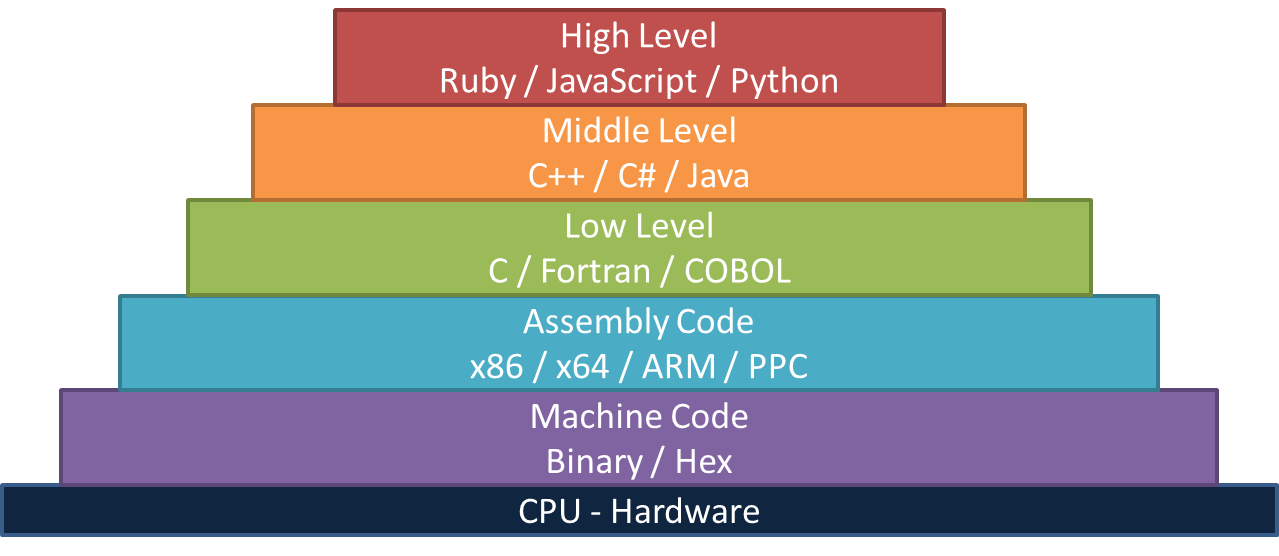 High Level
Ruby / JavaScript / Python
Middle Level
C++ / C# / Java
Low Level
C / Fortran / COBOL
Assembly Code
x86 / x64 / ARM / PPC
Machine Code
Binary / Hex
CPU - Hardware